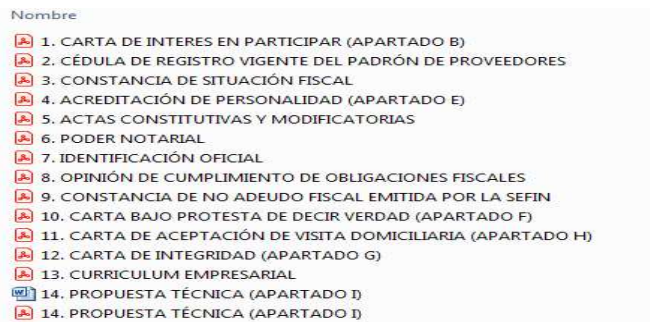 Nombre
1. CARTA DE INTERES EN PARTICIPAR (APARTADO B)
2. CÉDULA DE REGISTRO VIGENTE DEL PADRÓN DE PROVEEDORES
3. CONSTANCIA DE SITUACIÓN FISCAL
4. ACREDITACIÓN DE PERSONALIDAD (APARTADO E)
5. ACTAS CONSTITUTIVAS Y MODIFICATORIAS
6. PODER NOTARIAL
7. IDENTIFICACIÓN OFICIAL
8. OPINIÓN DE CUMPLIMIENTO DE OBLIGACIONES FISCALES
9. CONSTANCIA DE NO ADEUDO FISCAL EMITIDA POR LA SEFIN
10. CARTA BAJO PROTESTA DE DECIR VERDAD (APARTADO F)
11. CARTA DE ACEPTACIÓN DE VISITA DOMICILIARIA (APARTADO H)
12. CARTA DE INTEGRIDAD (APARTADO G)
13. CURRICULUM EMPRESARIAL
14. PROPUESTA TÉCNICA (APARTADO I)
14. PROPUESTA TÉCNICA (APARTADO I)